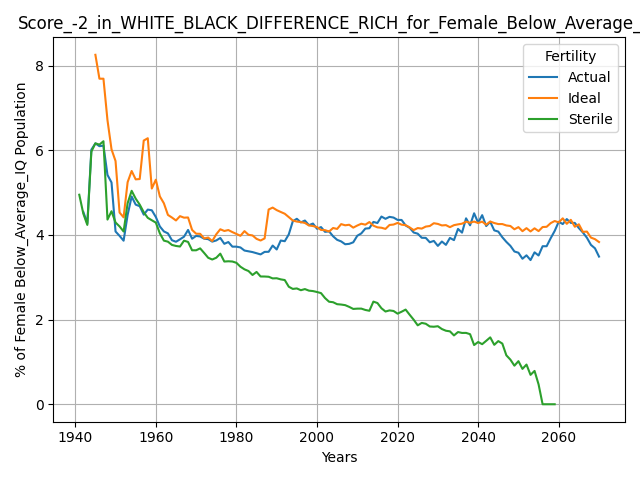 Score_-2_in_WHITE_BLACK_DIFFERENCE_RICH_for_Female_Below_Average_
% of Female Below_Average_IQ Population
8
6
4
2
0
Fertility
Actual
Ideal
Sterile
1940 1960 1980 2000 2020 2040 2060
Years